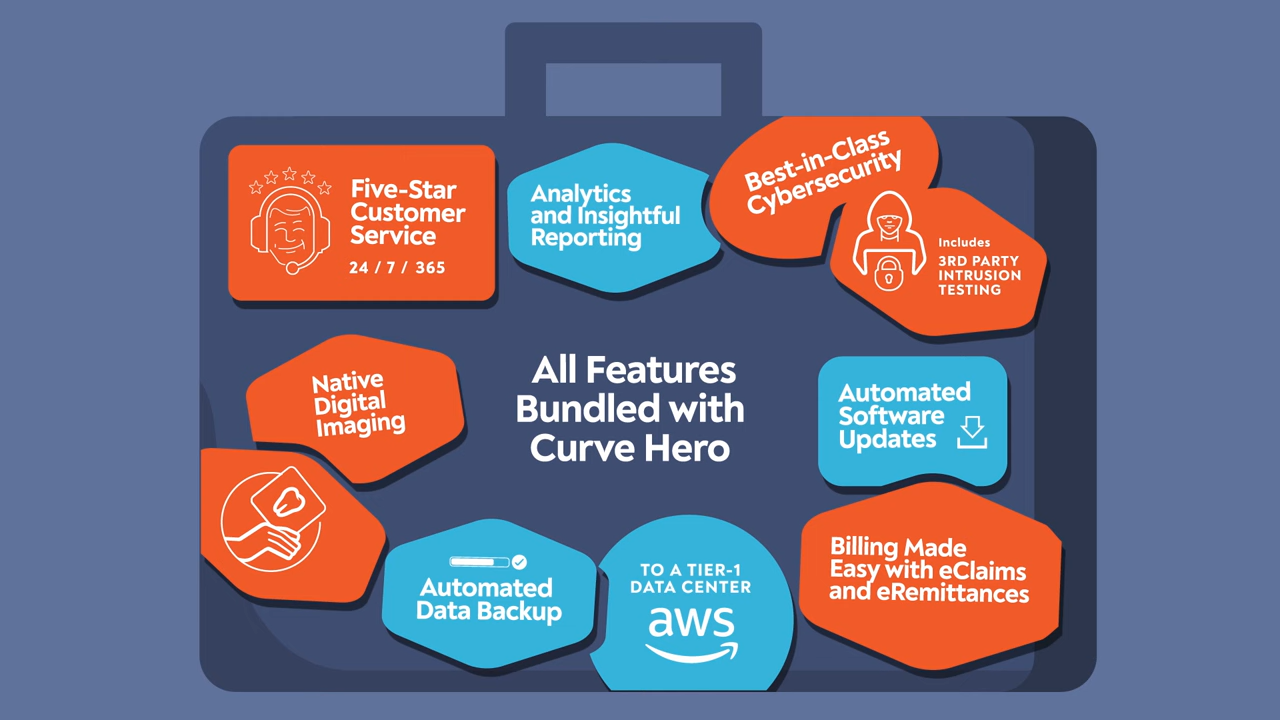 Five-Star
Customer
Service
24 / 7 / 365
Analytics
and Insightful
Reporting
Best-in-Class
Cybersecurity
Includes
3RD PARTY
INTRUSION
TESTING
Native
Digital
Imaging
All Features
Bundled with
Curve Hero
Automated
Software
Updates
Automated
Data Backup
TO A TIER-1
DATA CENTER
aws
Billing Made
Easy with eClaims
and eRemittances